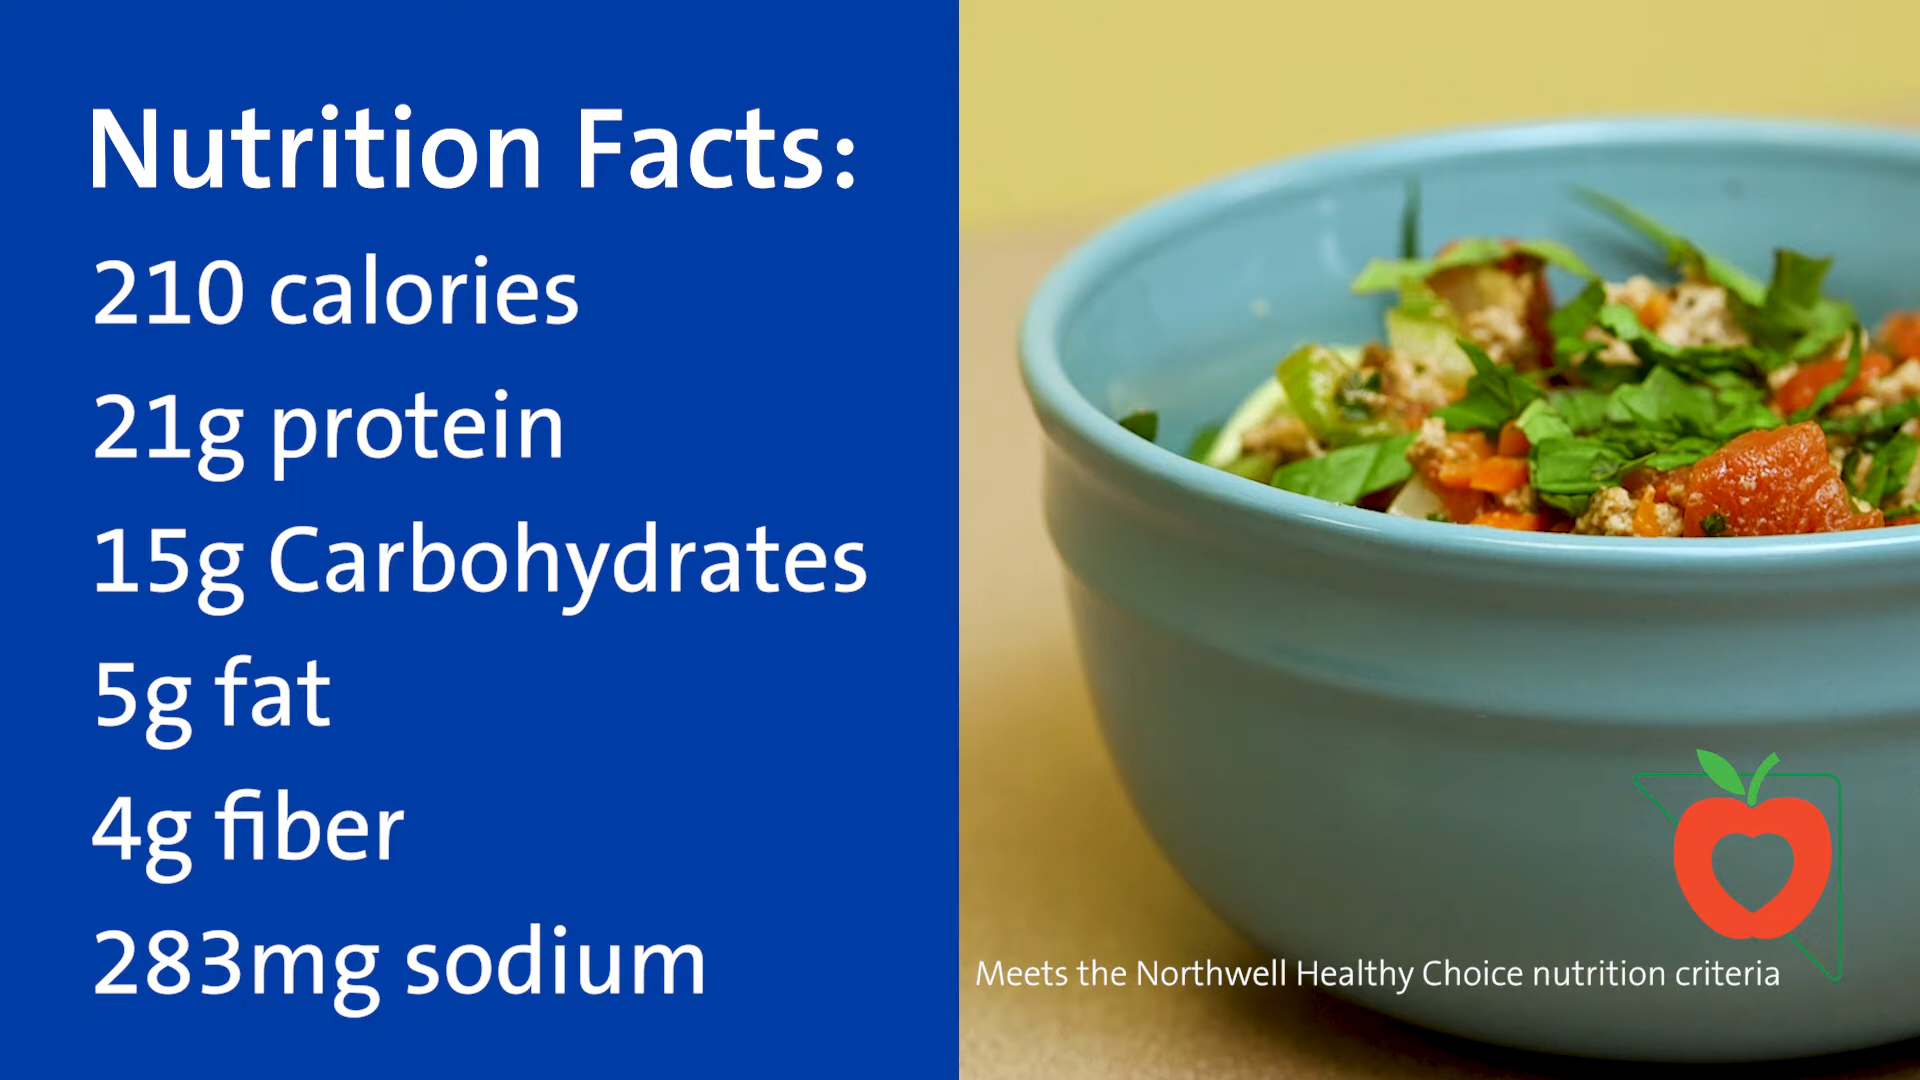 Nutrition Facts:
210 calories
21g protein
15g Carbohydrates
5g fat
4g fiber
283mg sodium
Meets the Northwell Healthy Choice nutrition criteria